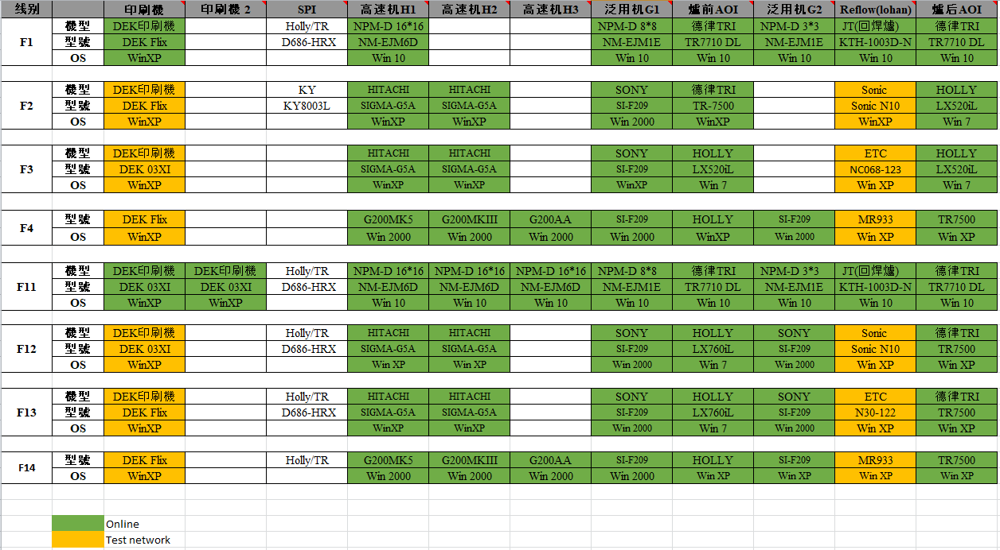 线别 印刷機 印刷機 2 SPI 高速机H1 高速机H2 高速机H3 泛用机G1 爐前AOI 泛用机G2 Reflow(lohan) 爐后AOI
機型 DEK印刷機 Holly/TR NPM-D 16*16 NPM-D 8*8 德律TRI NPM-D 3*3 JT(回焊爐) 德律TRI
F1 型號 DEK Flix D686-HRX NM-EJM6D NM-EJM1E TR7710 DL NM-EJM1E KTH-1003D-N TR7710 DL
OS WinXP Win 10 Win 10 Win 10 Win 10 Win 10 Win 10
機型 DEK印刷機 KY HITACHI HITACHI SONY 德律TRI Sonic HOLLY
F2 型號 DEK Flix KY8003L SIGMA-G5A SIGMA-G5A SI-F209 TR-7500 Sonic N10 LX520iL
OS WinXP WinXP WinXP Win 2000 WinXP WinXP Win 7
機型 DEK印刷機 HITACHI HITACHI SONY HOLLY ETC HOLLY
F3 型號 DEK 03XI SIGMA-G5A SIGMA-G5A SI-F209 LX520iL NC068-123 LX520iL
OS WinXP WinXP WinXP WinXP Win 7 Win XP Win 7
F4 型號 DEK Flix G200MK5 G200MKIII G200AA SI-F209 HOLLY SI-F209 MR933 TR7500
OS WinXP Win 2000 Win 2000 Win 2000 Win 2000 WinXP Win 2000 Win XP Win XP
機型 DEK印刷機 DEK印刷機 Holly/TR NPM-D 16*16 NPM-D 16*16 NPM-D 16*16 NPM-D 8*8 德律TRI NPM-D 3*3 JT(回焊爐) 德律TRI
F11 型號 DEK 03XI DEK 03XI D686-HRX NM-EJM6D NM-EJM6D NM-EJM6D NM-EJM1E TR7710 DL NM-EJM1E KTH-1003D-N TR7710 DL
OS WinXP WinXP Win 10 Win 10 Win 10 Win 10 Win 10 Win 10 Win 10 Win 10
機型 DEK印刷機 Holly/TR HITACHI HITACHI SONY HOLLY SONY Sonic 德律TRI
F12 型號 DEK 03XI D686-HRX SIGMA-G5A SIGMA-G5A SI-F209 LX760iL SI-F209 Sonic N10 TR7500
OS WinXP Win XP Win XP Win 2000 Win 7 Win 2000 Win XP Win XP
機型 DEK印刷機 Holly/TR HITACHI HITACHI SONY HOLLY SONY ETC 德律TRI
F13 型號 DEK Flix D686-HRX SIGMA-G5A SIGMA-G5A SI-F209 LX760iL SI-F209 N30-122 TR7500
OS WinXP WinXP WinXP Win 2000 Win 7 Win 2000 Win XP Win XP
F14 型號 DEK Flix Holly/TR G200MK5 G200MKIII G200AA SI-F209 HOLLY SI-F209 MR933 TR7500
OS WinXP Win 2000 Win 2000 Win 2000 Win 2000 Win XP Win XP Win XP Win XP
Online
Test network